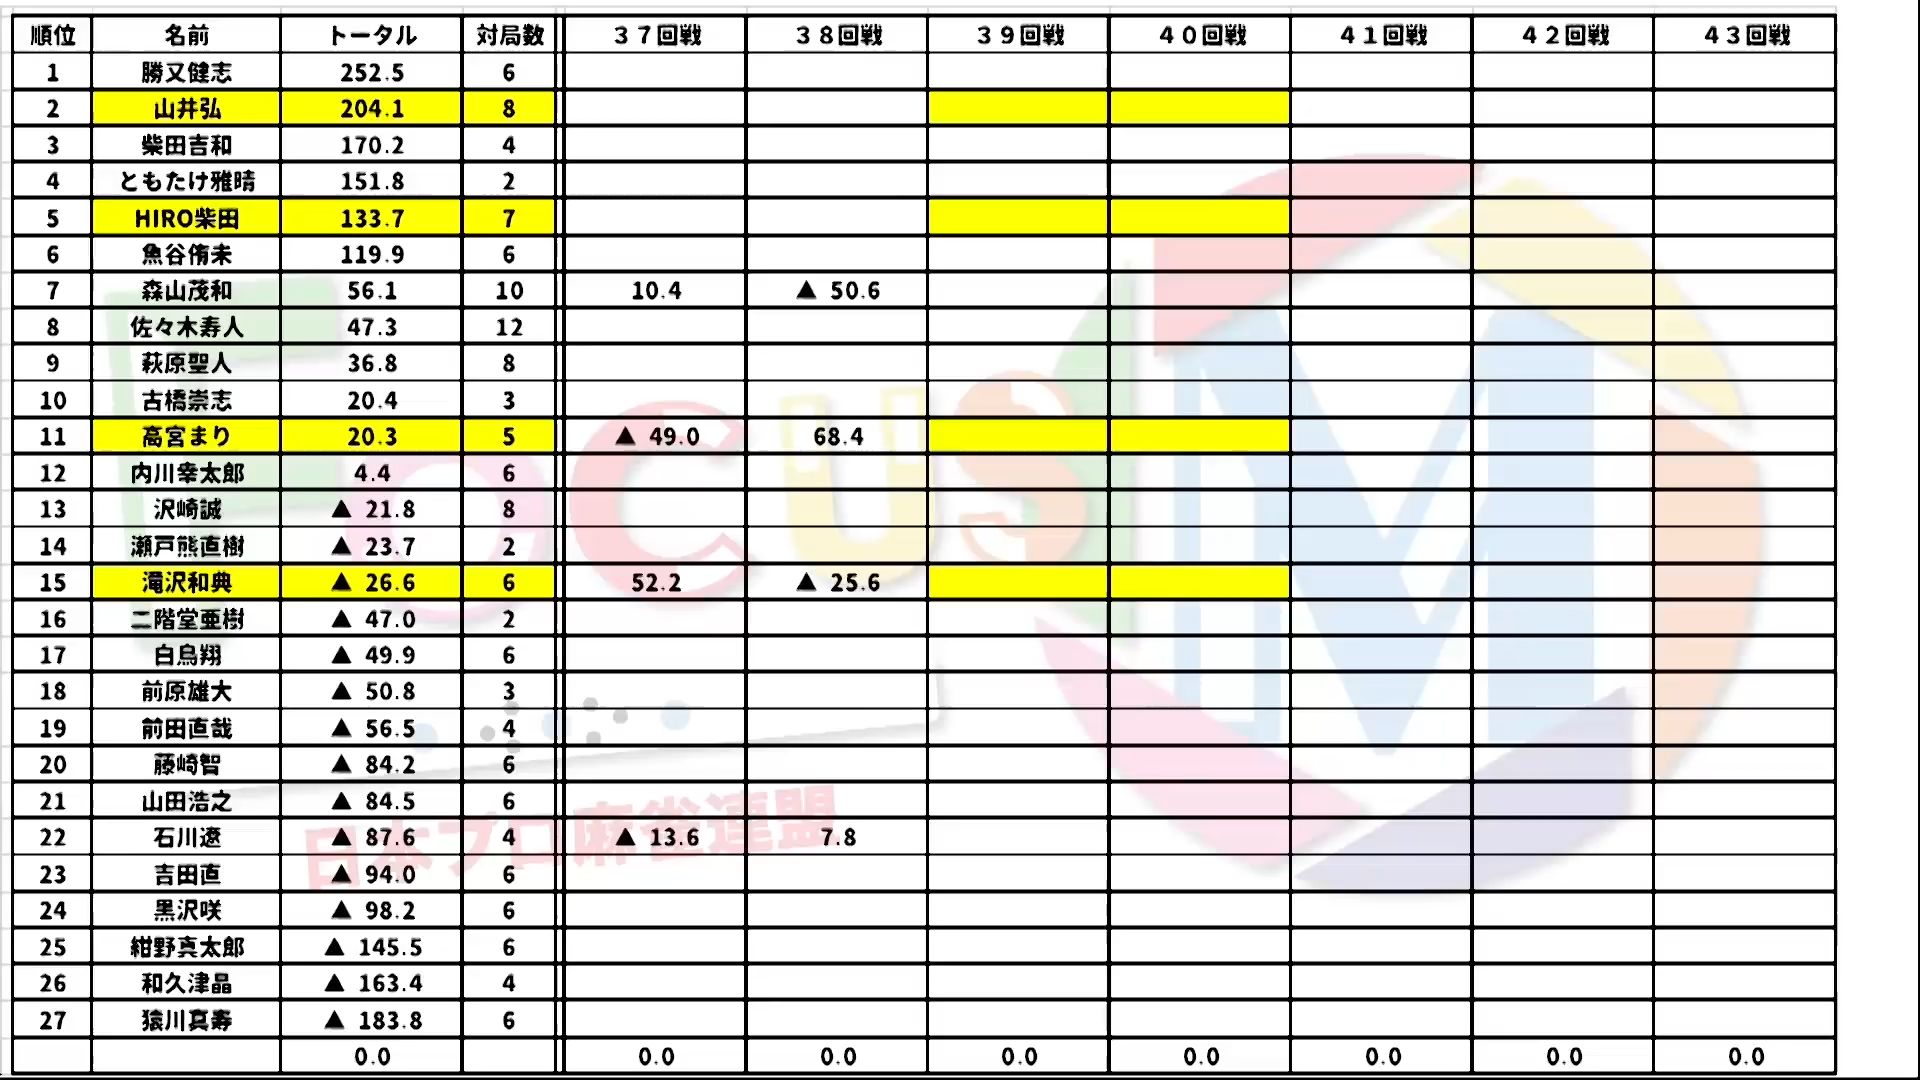 順位 名前 トータル 対局数 ３７回戦 ３８回戦 ３９回戦 ４０回戦 ４１回戦 ４２回戦 ４３回戦
1 勝又健志 252.5 6
2 山井弘 204.1 8
3 柴田吉和 170.2 4
4 ともたけ雅晴 151.8 2
5 HIRO柴田 133.7 7
6 魚谷侑未 119.9 6
7 森山茂和 56.1 10 10.4 ▲ 50.6
8 佐々木寿人 47.3 12
9 萩原聖人 36.8 8
10 古橋崇志 20.4 3
11 高宮まり 20.3 5 ▲ 49.0 68.4
12 内川幸太郎 4.4 6
13 沢崎誠 ▲ 21.8 8
14 瀬戸熊直樹 ▲ 23.7 2
15 滝沢和典 ▲ 26.6 6 52.2 ▲ 25.6
16 二階堂亜樹 ▲ 47.0 2
17 白鳥翔 ▲ 49.9 6
18 前原雄大 ▲ 50.8 3
19 前田直哉 ▲ 56.5 4
20 藤崎智 ▲ 84.2 6
21 山田浩之 ▲ 84.5 6
22 石川遼 ▲ 87.6 4 ▲ 13.6 7.8
23 吉田直 ▲ 94.0 6
24 黒沢咲 ▲ 98.2 6
25 紺野真太郎 ▲ 145.5 6
26 和久津晶 ▲ 163.4 4
27 猿川真寿 ▲ 183.8 6
0.0 0.0 0.0 0.0 0.0 0.0 0.0 0.0
FOCUS M
日本プロ麻雀連盟